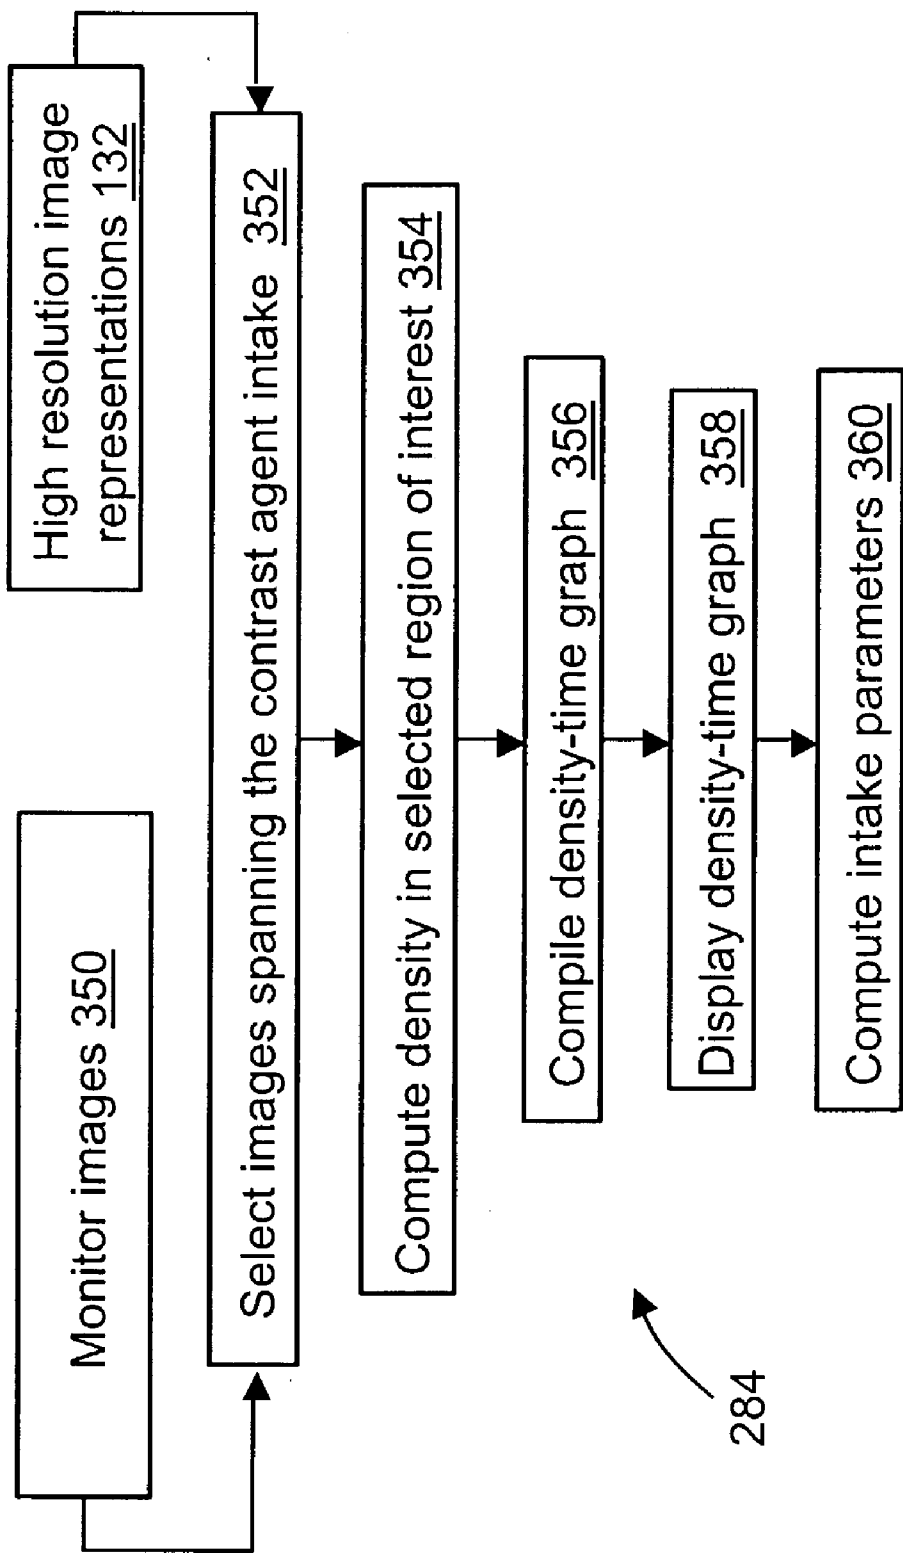 Monitor images 350
High resolution image
representations 132
Select images spanning the contrast agent intake 352
Compute density in selected region of interest 354
Compile density-time graph 356
Display density-time graph 358
Compute intake parameters 360
284